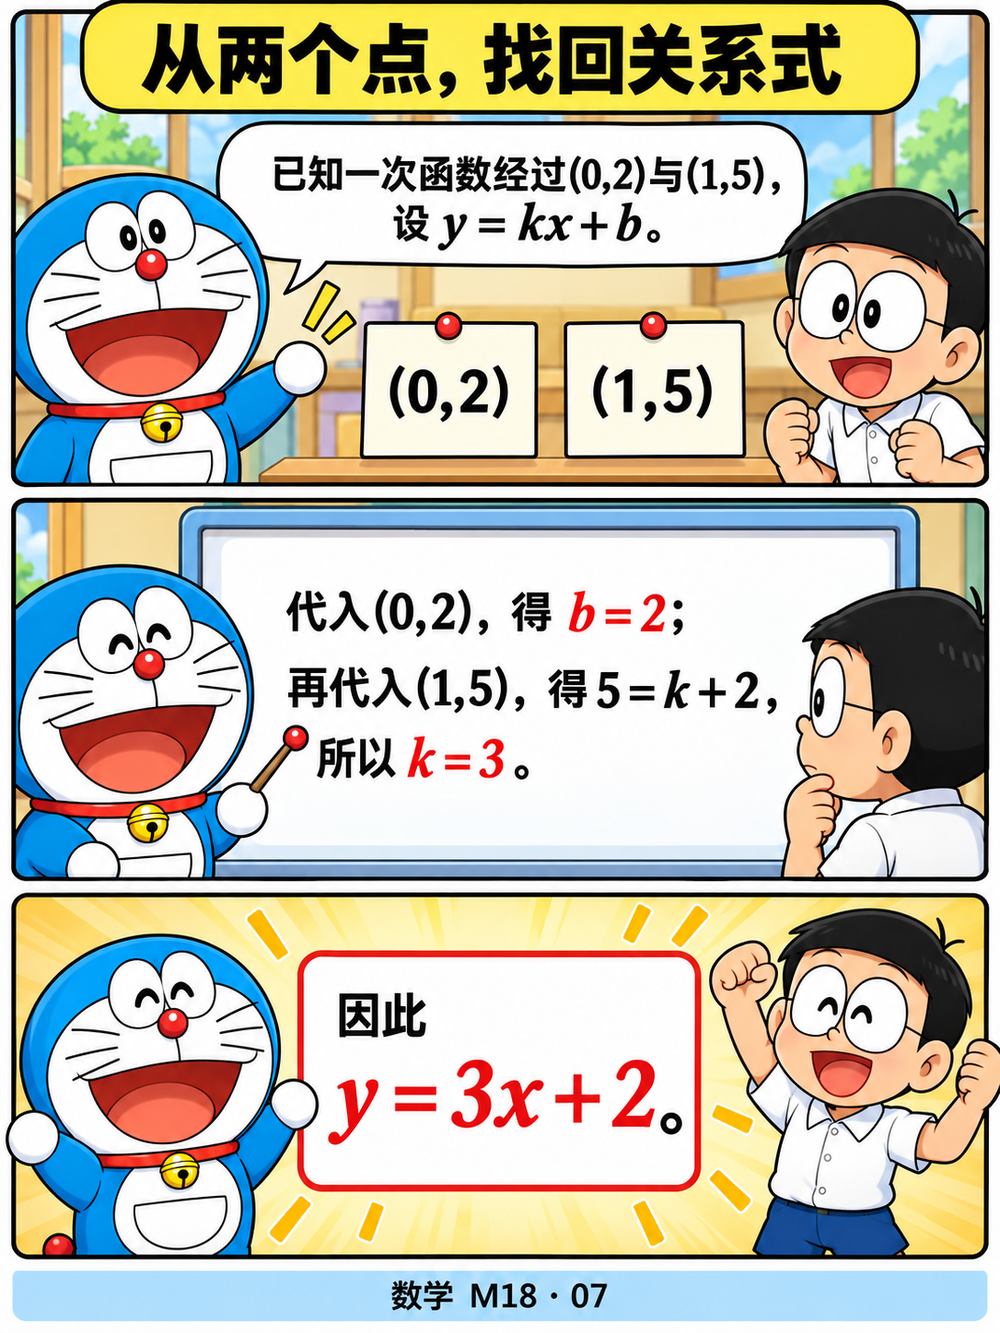 从两个点，找回关系式
已知一次函数经过(0,2)与(1,5)，
设 y = kx + b。
(0,2)
(1,5)
代入(0,2)，得 b = 2；
再代入(1,5)，得 5 = k + 2，
所以 k = 3。
因此
y = 3x + 2。
数学 M18 · 07